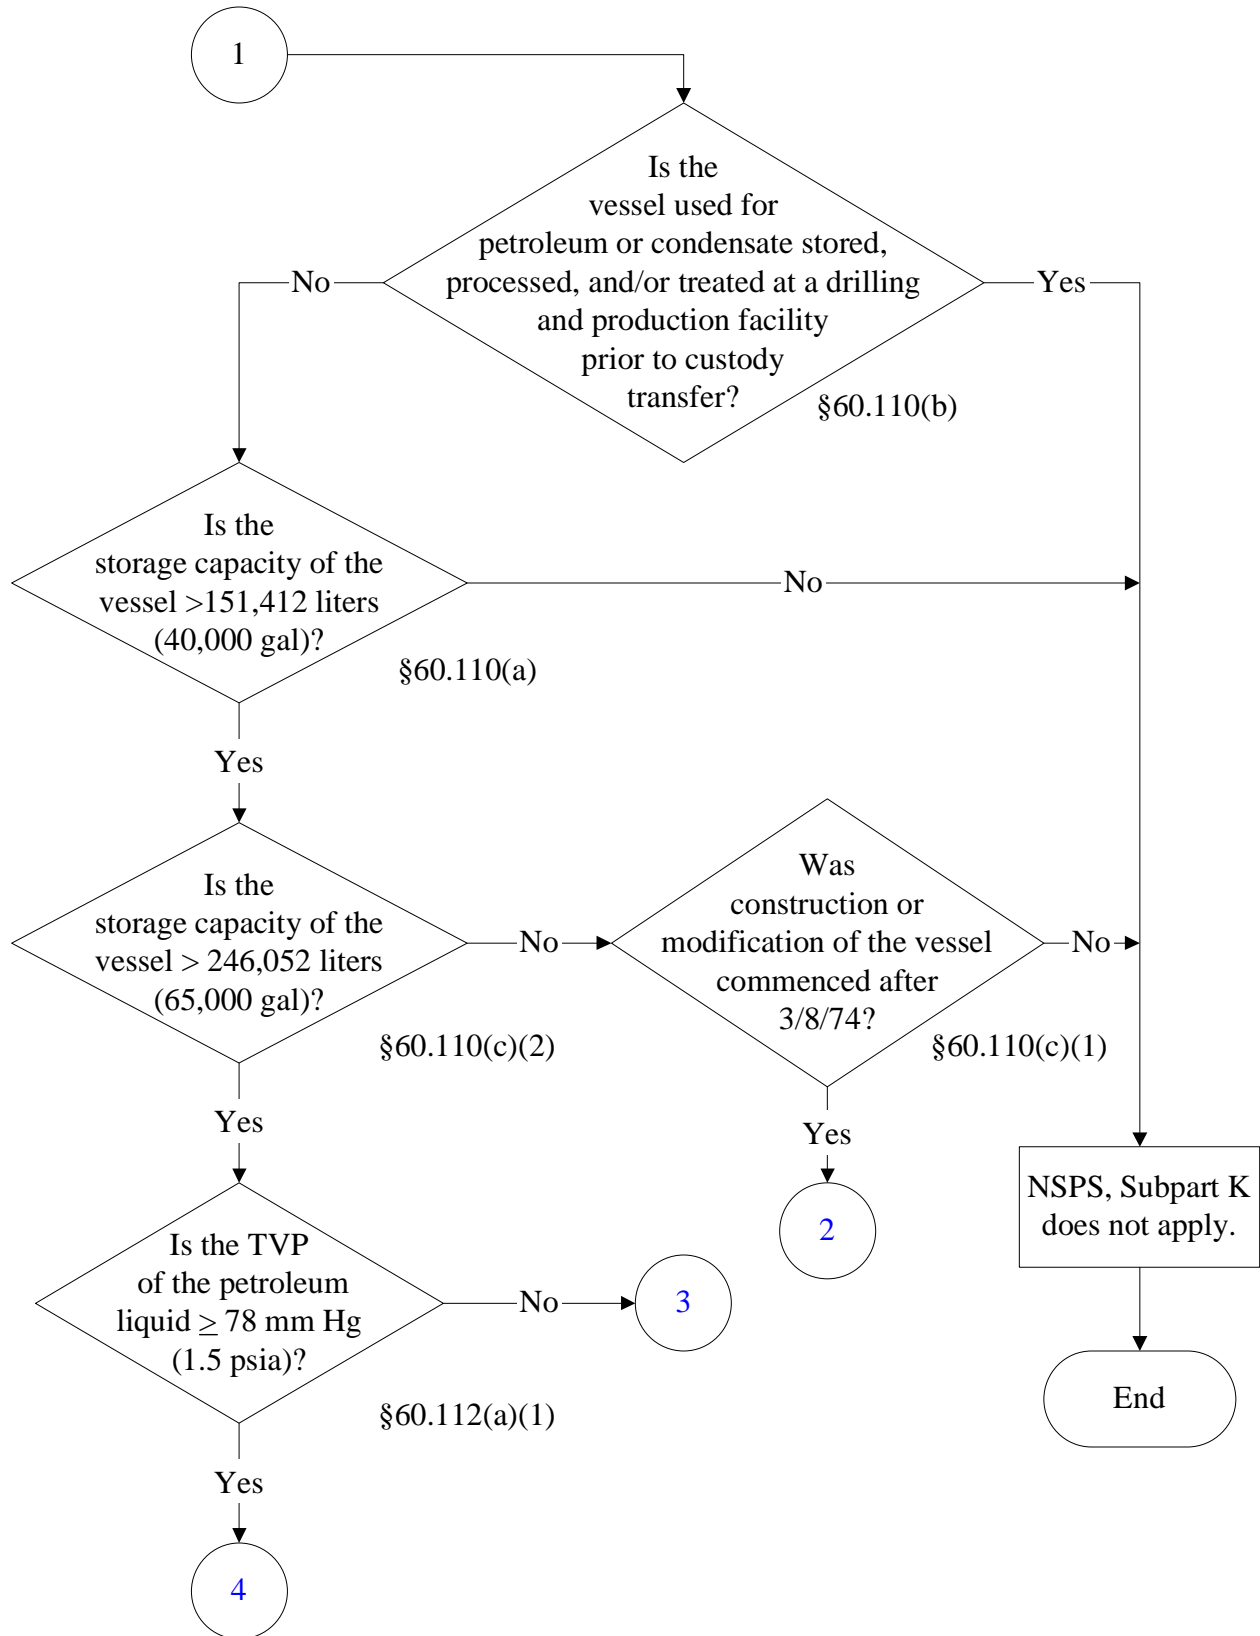 1
Is the
vessel used for
petroleum or condensate stored,
processed, and/or treated at a drilling
and production facility
prior to custody
transfer?
No
Yes
§60.110(b)
Is the
storage capacity of the
vessel >151,412 liters
(40,000 gal)?
No
§60.110(a)
Yes
Is the
storage capacity of the
vessel > 246,052 liters
(65,000 gal)?
No
§60.110(c)(2)
Was
construction or
modification of the vessel
commenced after
3/8/74?
No
§60.110(c)(1)
Yes
Yes
2
NSPS, Subpart K
does not apply.
Is the TVP
of the petroleum
liquid ≥ 78 mm Hg
(1.5 psia)?
No
3
§60.112(a)(1)
End
Yes
4